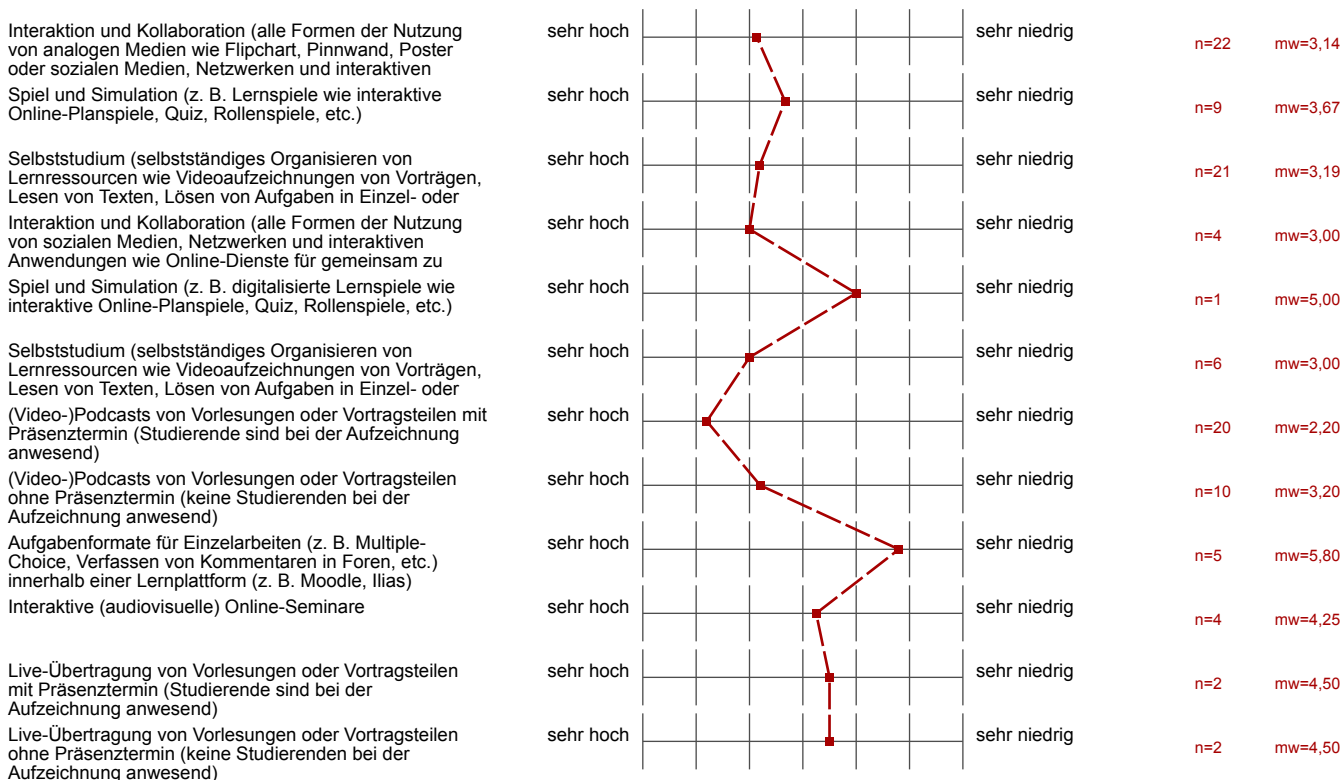 Interaktion und Kollaboration (alle Formen der Nutzung
von analogen Medien wie Flipchart, Pinnwand, Poster
oder sozialen Medien, Netzwerken und interaktiven
sehr hoch
sehr niedrig
n=22
mw=3,14
Spiel und Simulation (z. B. Lernspiele wie interaktive
Online-Planspiele, Quiz, Rollenspiele, etc.)
sehr hoch
sehr niedrig
n=9
mw=3,67
Selbststudium (selbstständiges Organisieren von
Lernressourcen wie Videoaufzeichnungen von Vorträgen,
Lesen von Texten, Lösen von Aufgaben in Einzel- oder
sehr hoch
sehr niedrig
n=21
mw=3,19
Interaktion und Kollaboration (alle Formen der Nutzung
von sozialen Medien, Netzwerken und interaktiven
Anwendungen wie Online-Dienste für gemeinsam zu
sehr hoch
sehr niedrig
n=4
mw=3,00
Spiel und Simulation (z. B. digitalisierte Lernspiele wie
interaktive Online-Planspiele, Quiz, Rollenspiele, etc.)
sehr hoch
sehr niedrig
n=1
mw=5,00
Selbststudium (selbstständiges Organisieren von
Lernressourcen wie Videoaufzeichnungen von Vorträgen,
Lesen von Texten, Lösen von Aufgaben in Einzel- oder
sehr hoch
sehr niedrig
n=6
mw=3,00
(Video-)Podcasts von Vorlesungen oder Vortragsteilen mit
Präsenztermin (Studierende sind bei der Aufzeichnung
anwesend)
sehr hoch
sehr niedrig
n=20
mw=2,20
(Video-)Podcasts von Vorlesungen oder Vortragsteilen
ohne Präsenztermin (keine Studierenden bei der
Aufzeichnung anwesend)
sehr hoch
sehr niedrig
n=10
mw=3,20
Aufgabenformate für Einzelarbeiten (z. B. Multiple-
Choice, Verfassen von Kommentaren in Foren, etc.)
innerhalb einer Lernplattform (z. B. Moodle, Ilias)
sehr hoch
sehr niedrig
n=5
mw=5,80
Interaktive (audiovisuelle) Online-Seminare
sehr hoch
sehr niedrig
n=4
mw=4,25
Live-Übertragung von Vorlesungen oder Vortragsteilen
mit Präsenztermin (Studierende sind bei der
Aufzeichnung anwesend)
sehr hoch
sehr niedrig
n=2
mw=4,50
Live-Übertragung von Vorlesungen oder Vortragsteilen
ohne Präsenztermin (keine Studierenden bei der
Aufzeichnung anwesend)
sehr hoch
sehr niedrig
n=2
mw=4,50